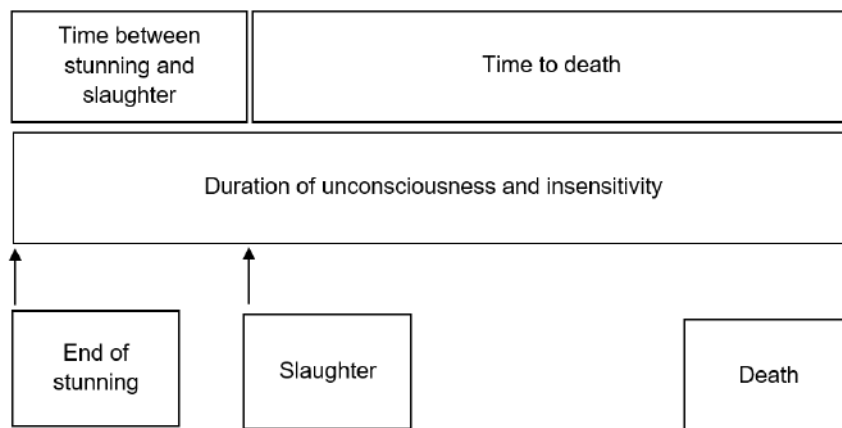 Time between
stunning and
slaughter
Time to death
Duration of unconsciousness and insensitivity
End of
stunning
Slaughter
Death